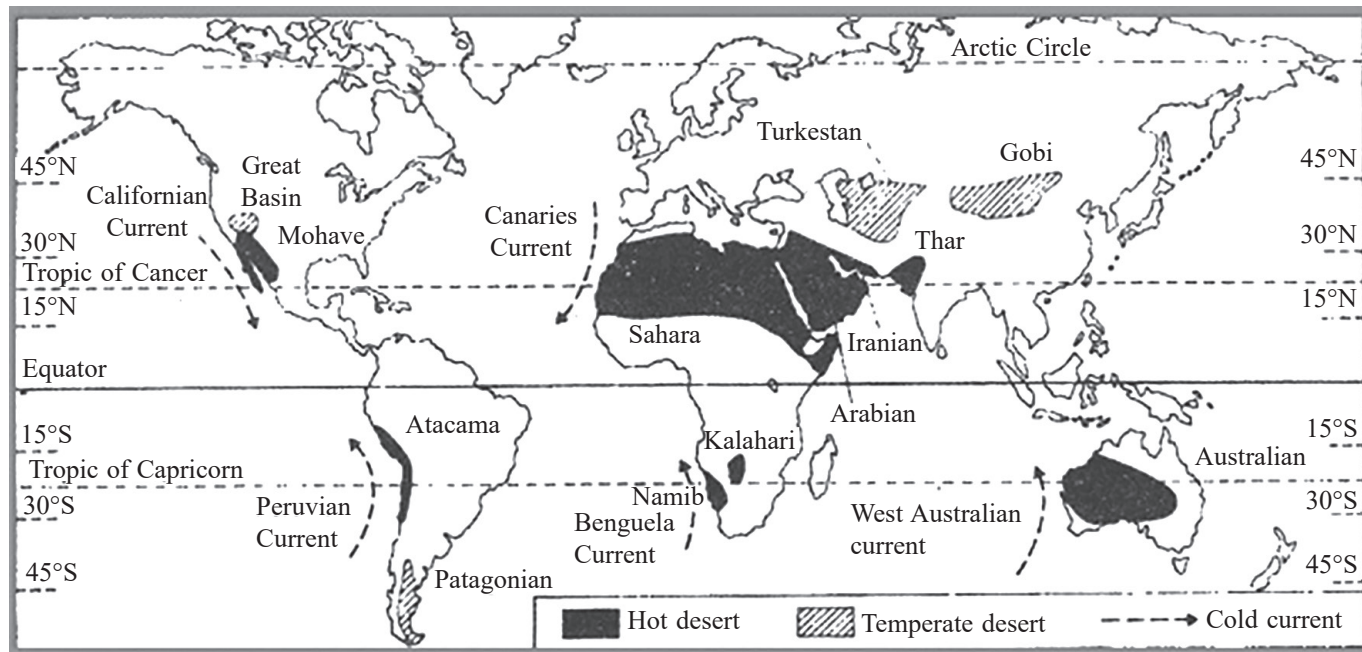 Arctic Circle
Turkestan
Gobi
45°N
Great
Basin
45°N
Californian
Current
Canaries
Current
Mohave
30°N
Thar
30°N
Tropic of Cancer
15°N
15°N
Sahara
Iranian
Equator
Arabian
Atacama
Kalahari
15°S
15°S
Tropic of Capricorn
Australian
Namib
30°S
Peruvian
Current
Benguela
Current
West Australian
current
30°S
45°S
Patagonian
45°S
Hot desert
Temperate desert
Cold current